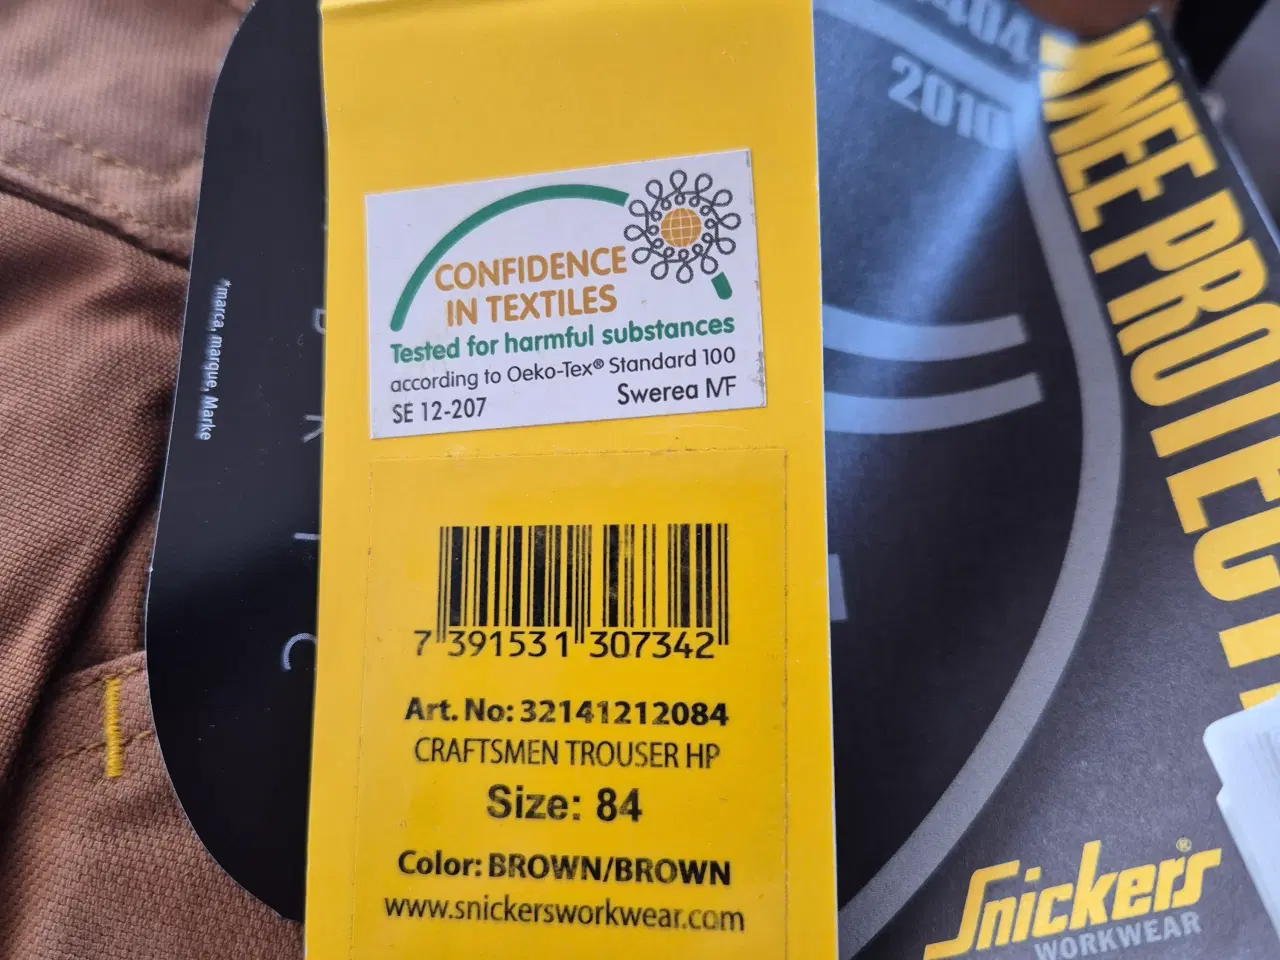 *marca, marque, Marke
CONFIDENCE
IN TEXTILES
Tested for harmful substances
according to Oeko-Tex® Standard 100
SE 12-207
Swerea IVF
7 391531 307342
Art. No: 32141212084
CRAFTSMEN TROUSER HP
Size: 84
Color: BROWN/BROWN
www.snickersworkwear.com
2010
KNEE PROTECTI
Snickers®
WORKWEAR